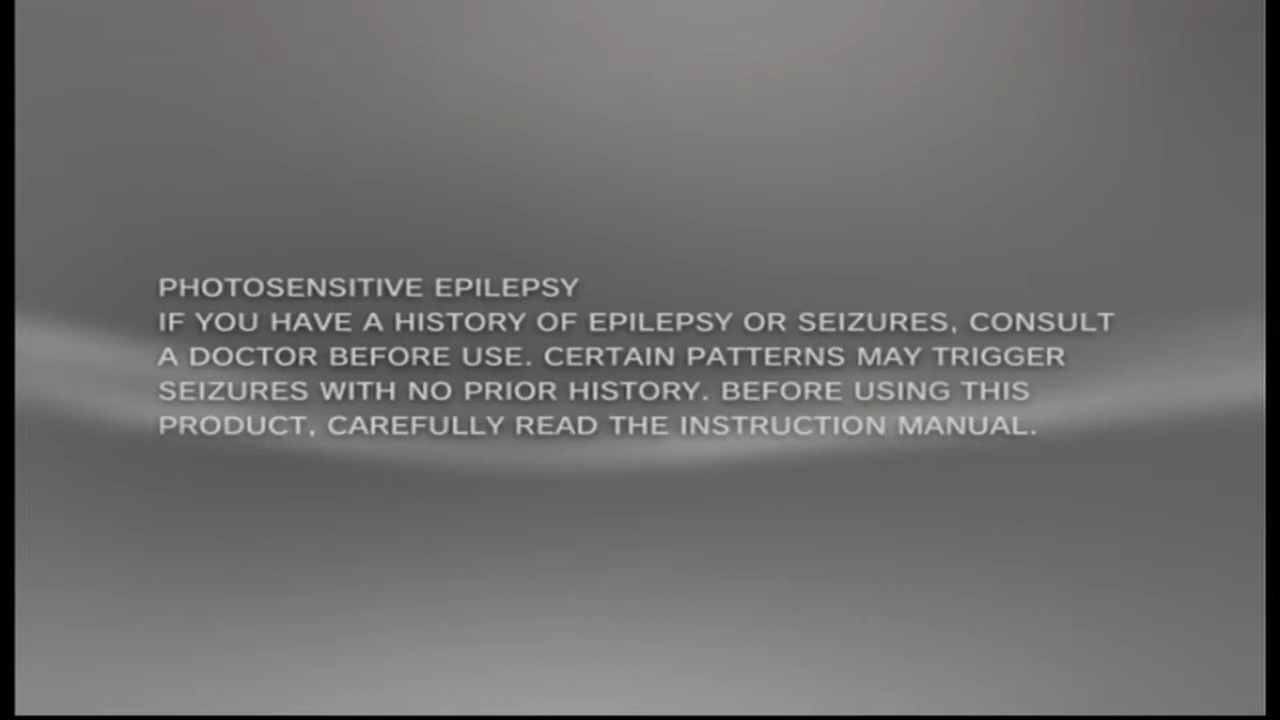 PHOTOSENSITIVE EPILEPSY
IF YOU HAVE A HISTORY OF EPILEPSY OR SEIZURES, CONSULT
A DOCTOR BEFORE USE. CERTAIN PATTERNS MAY TRIGGER
SEIZURES WITH NO PRIOR HISTORY. BEFORE USING THIS
PRODUCT, CAREFULLY READ THE INSTRUCTION MANUAL.